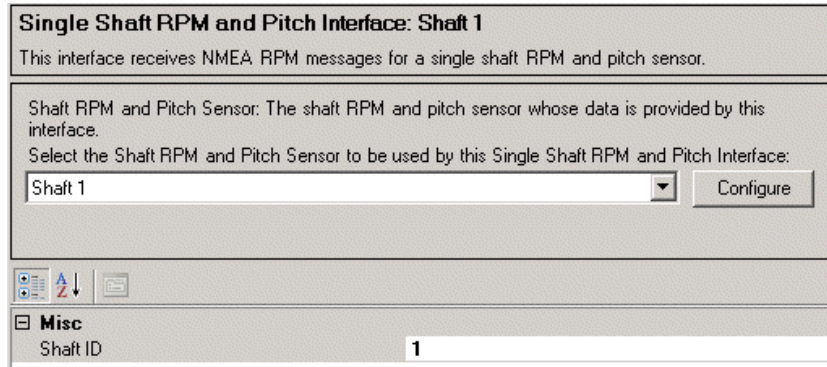 Single Shaft RPM and Pitch Interface: Shaft 1
This interface receives NMEA RPM messages for a single shaft RPM and pitch sensor.
Shaft RPM and Pitch Sensor: The shaft RPM and pitch sensor whose data is provided by this
interface.
Select the Shaft RPM and Pitch Sensor to be used by this Single Shaft RPM and Pitch Interface:
Shaft 1 Configure
A Z
Misc
Shaft ID 1